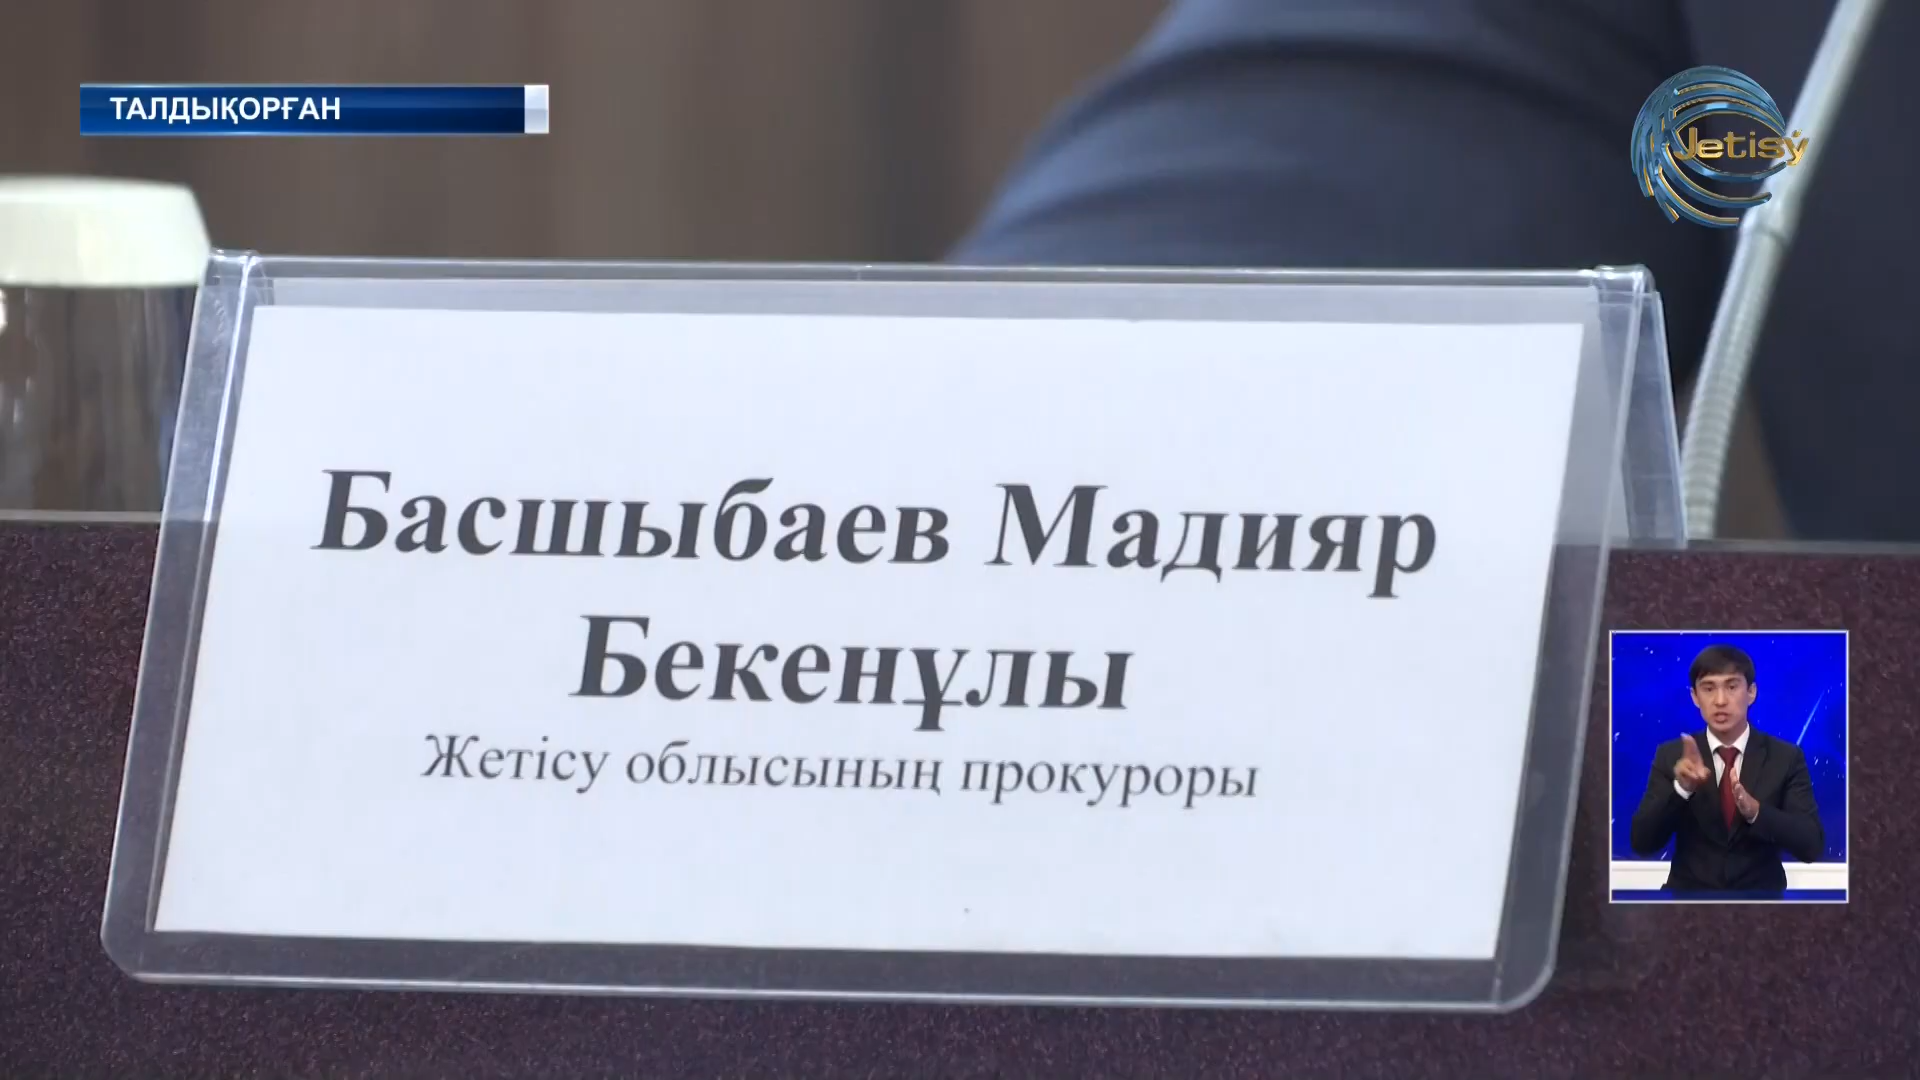 ТАЛДЫҚОРҒАН
Jetisý
Басшыбаев Мадияр
Бекенұлы
Жетісу облысының прокуроры